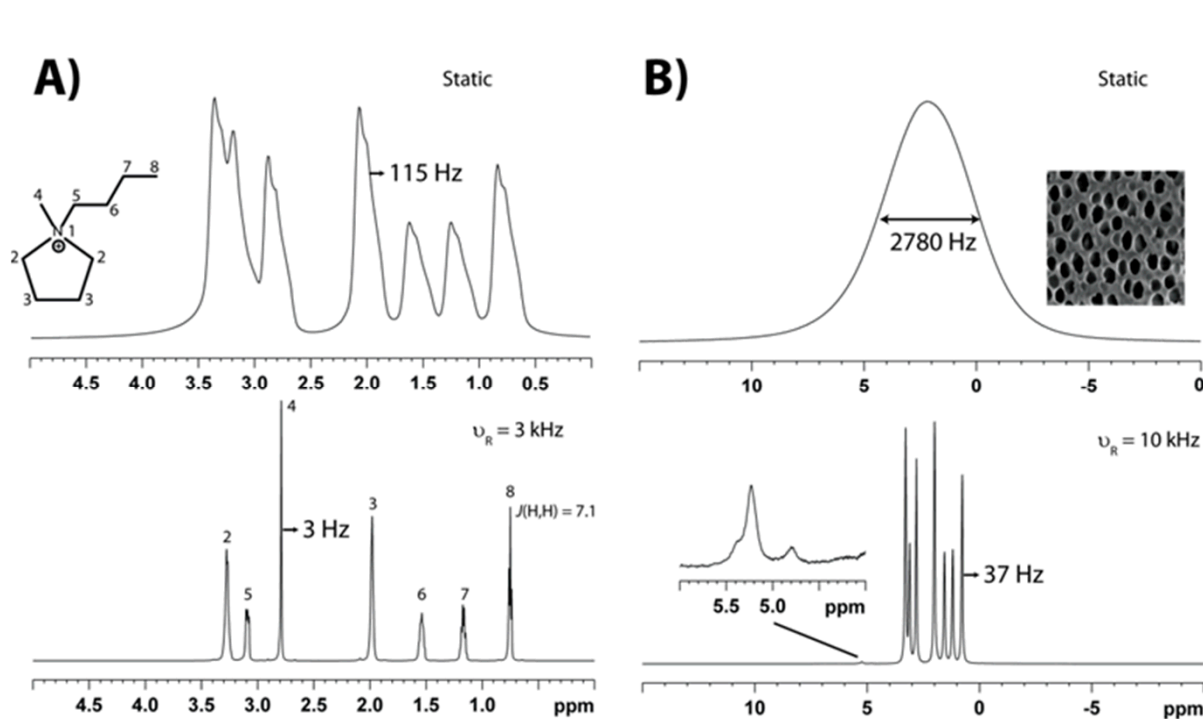 A)
Static
115 Hz
4 5 6 7 8
N 1
⊕
2 2
3 3
4.5 4.0 3.5 3.0 2.5 2.0 1.5 1.0 0.5
υR = 3 kHz
4
3 Hz
2
5
3
6
7
8
J(H,H) = 7.1
4.5 4.0 3.5 3.0 2.5 2.0 1.5 1.0 ppm
B)
Static
2780 Hz
10 5 0 -5 0
υR = 10 kHz
37 Hz
5.5 5.0 ppm
10 5 0 -5 ppm